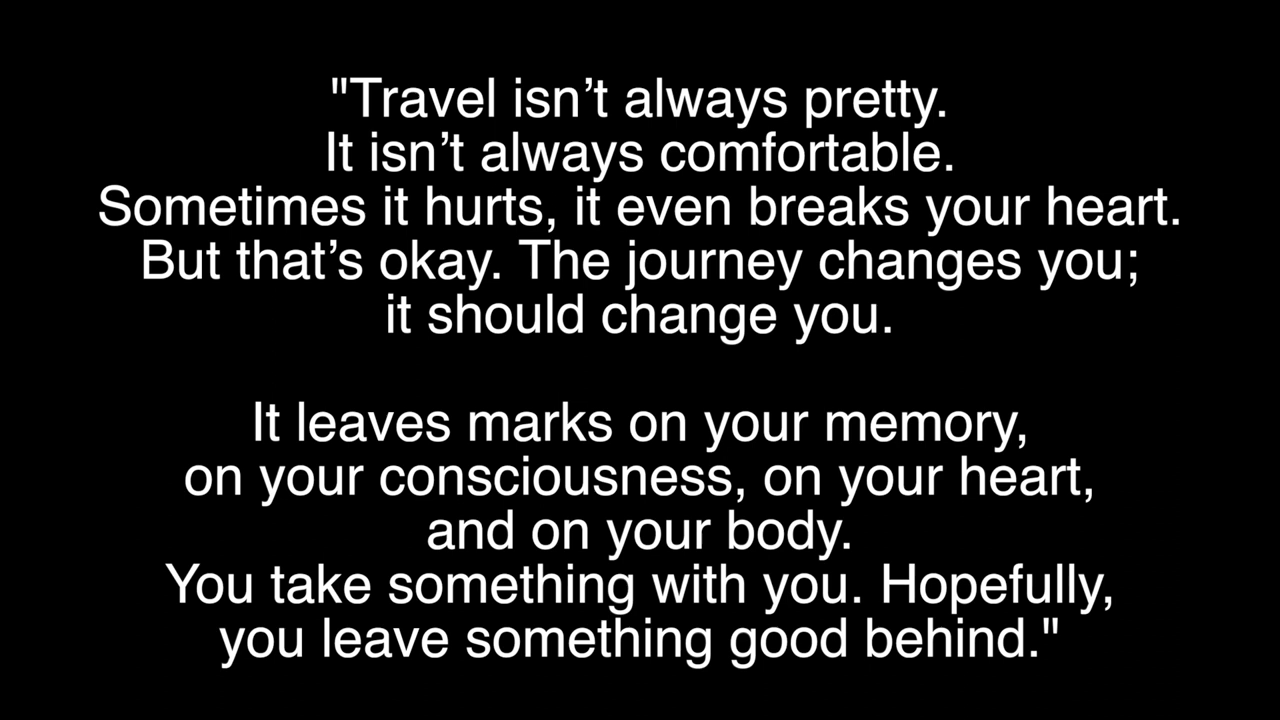 "Travel isn’t always pretty.
It isn’t always comfortable.
Sometimes it hurts, it even breaks your heart.
But that’s okay. The journey changes you;
it should change you.
It leaves marks on your memory,
on your consciousness, on your heart,
and on your body.
You take something with you. Hopefully,
you leave something good behind."